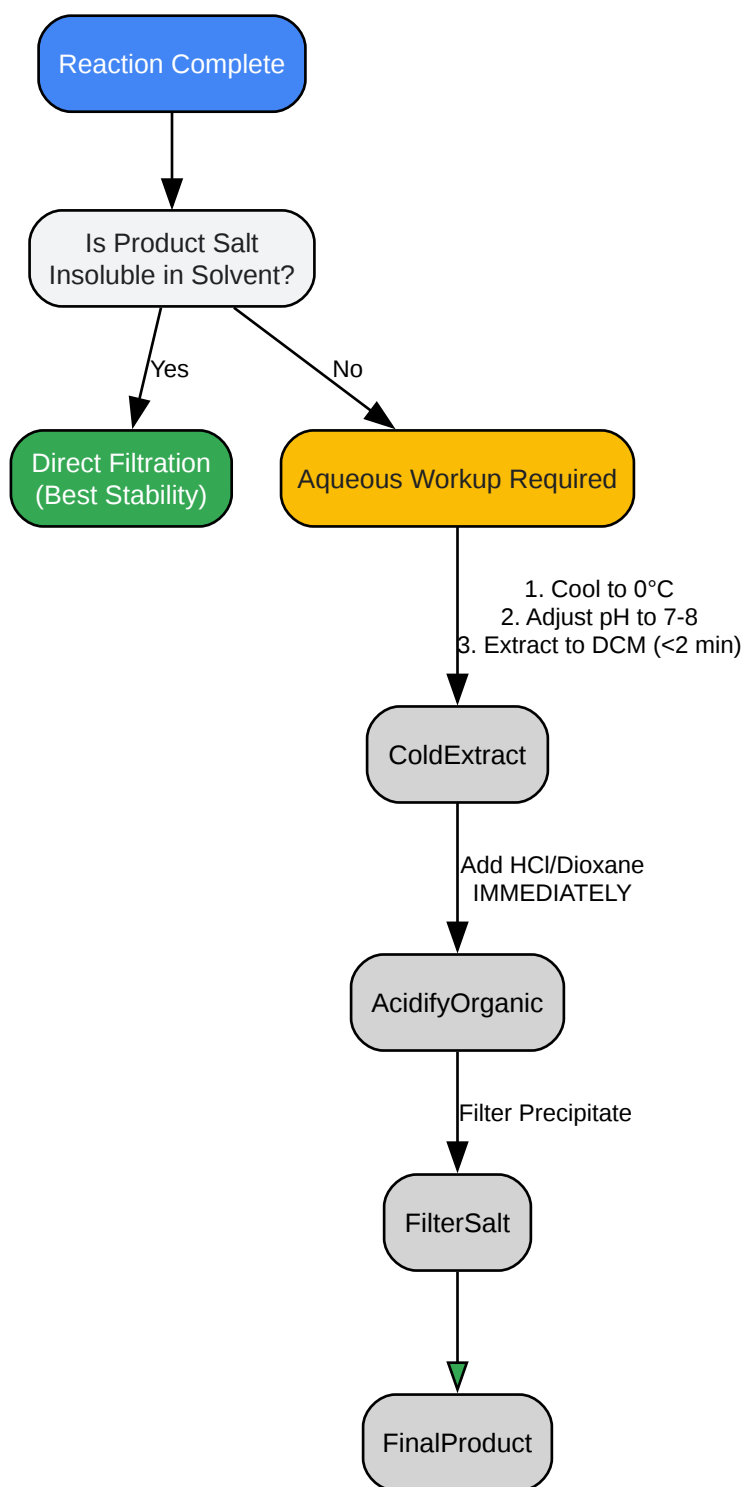 Reaction Complete
Is Product Salt
Insoluble in Solvent?
Yes
No
Direct Filtration
(Best Stability)
Aqueous Workup Required
1. Cool to 0°C
2. Adjust pH to 7-8
3. Extract to DCM (<2 min)
ColdExtract
Add HCl/Dioxane
IMMEDIATELY
AcidifyOrganic
Filter Precipitate
FilterSalt
FinalProduct